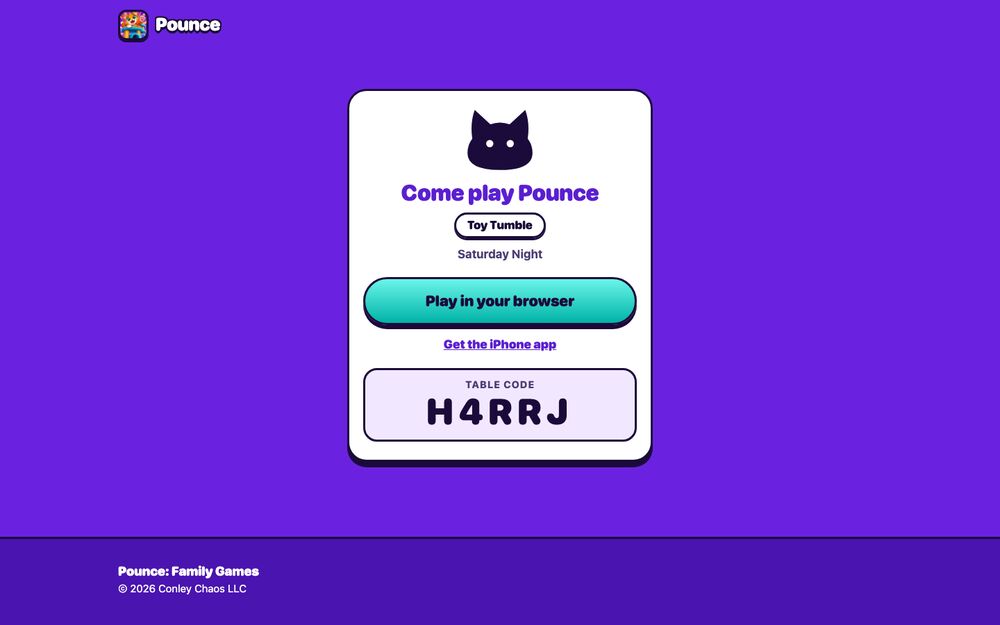 Pounce
Come play Pounce
Toy Tumble
Saturday Night
Play in your browser
Get the iPhone app
TABLE CODE
H4RRJ
Pounce: Family Games
© 2026 Conley Chaos LLC